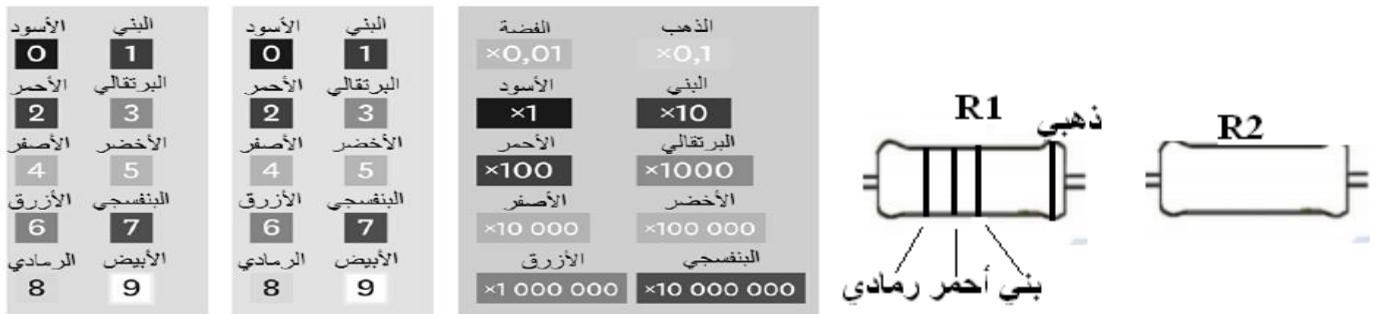 الأسود البني
0 1
الأحمر البرتقالي
2 3
الأصفر الأخضر
4 5
الأزرق البنفسجي
6 7
الرمادي الأبيض
8 9
الأسود البني
0 1
الأحمر البرتقالي
2 3
الأصفر الأخضر
4 5
الأزرق البنفسجي
6 7
الرمادي الأبيض
8 9
الفضة الذهب
×0,01 ×0,1
الأسود البني
×1 ×10
الأحمر البرتقالي
×100 ×1000
الأصفر الأخضر
×10 000 ×100 000
الأزرق البنفسجي
×1 000 000 ×10 000 000
R1
ذهبي
بني أحمر رمادي
R2